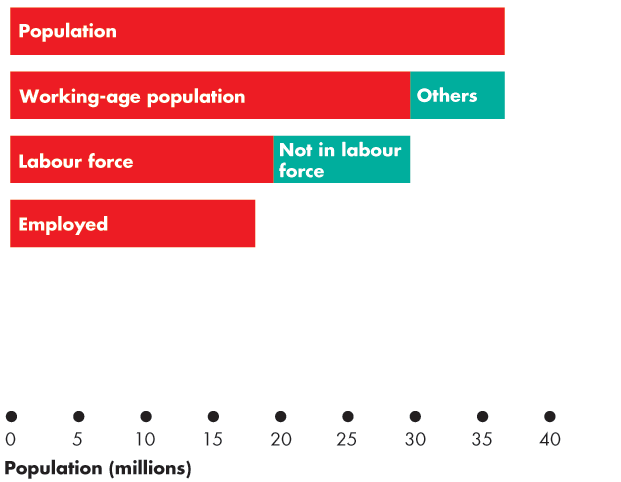 Population
Working-age population
Others
Labour force
Not in labour
force
Employed
0 5 10 15 20 25 30 35 40
Population (millions)